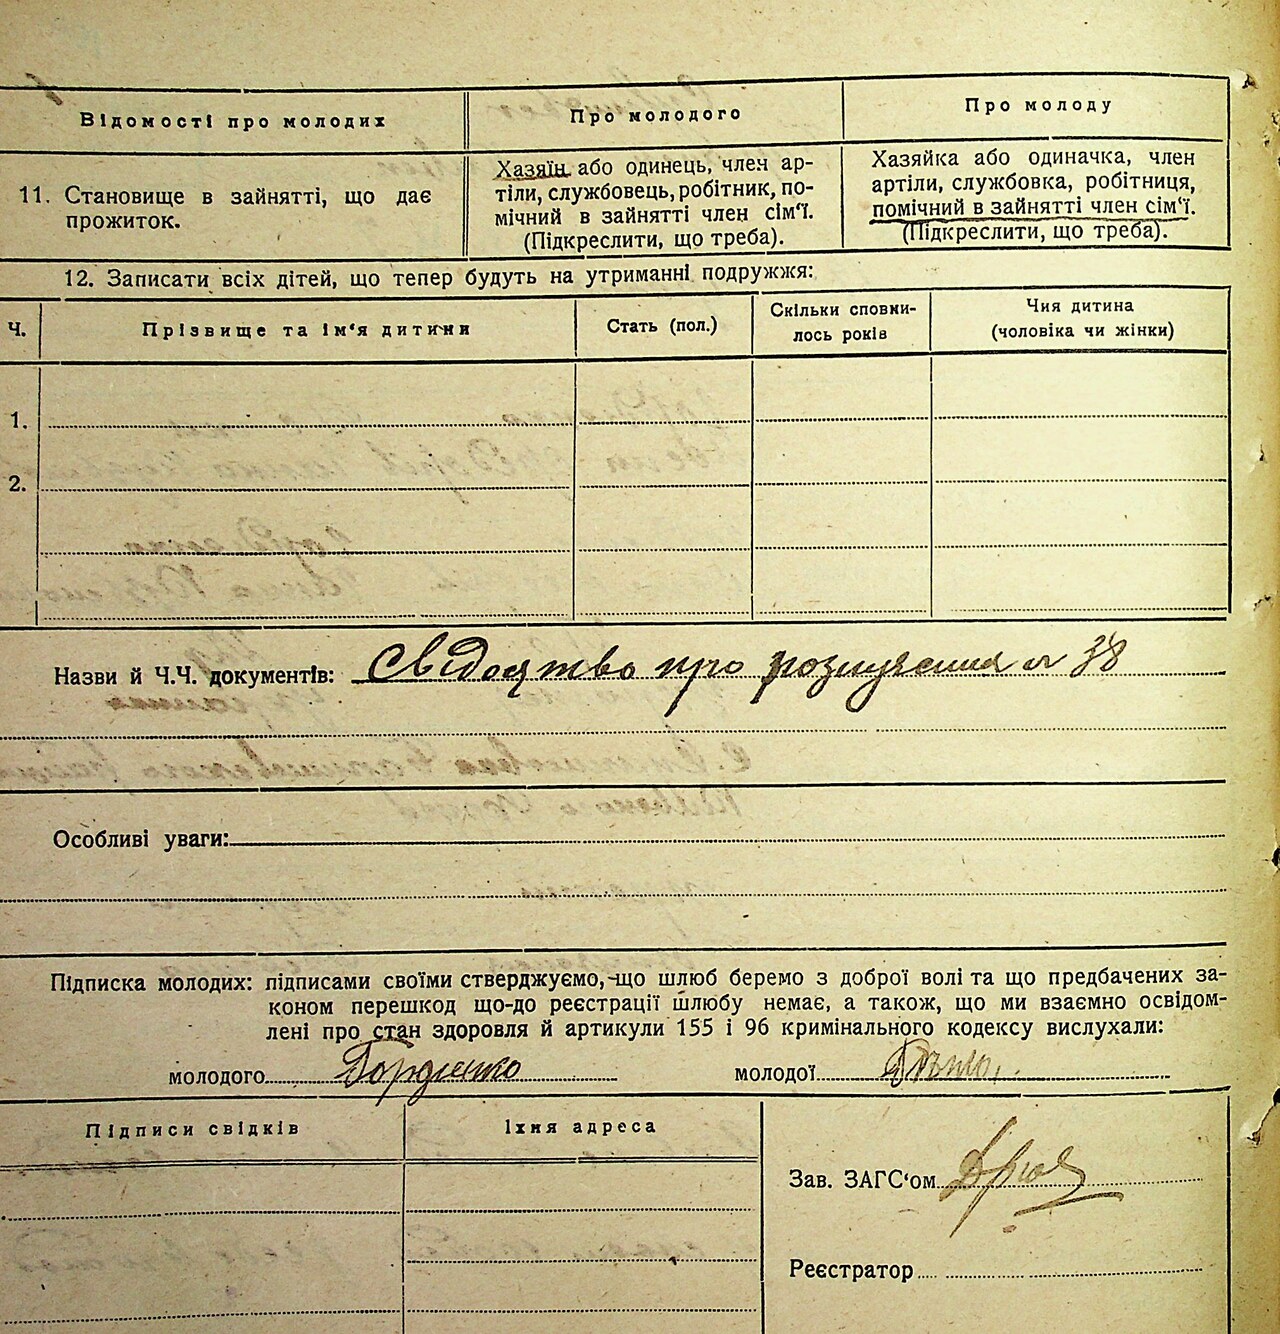 Відомості про молодих
Про молодого
Про молоду
11. Становище в зайнятті, що дає
прожиток.
Хазяїн або одинець, член ар-
тіли, службовець, робітник, по-
мічний в зайнятті член сім'ї.
(Підкреслити, що треба).
Хазяйка або одиначка, член
артіли, службовка, робітниця,
помічний в зайнятті член сім'ї.
(Підкреслити, що треба).
12. Записати всіх дітей, що тепер будуть на утриманні подружжя:
Ч.
Прізвище та ім'я дитини
Стать (пол.)
Скільки сповни-
лось років
Чия дитина
(чоловіка чи жінки)
1.
2.
Назви й Ч.Ч. документів: Свідоцтво про розлучення № 38
Особливі уваги:
Підписка молодих: підписами своїми стверджуємо, що шлюб беремо з доброї волі та що предбачених за-
коном перешкод що-до реєстрації шлюбу немає, а також, що ми взаємно освідом-
лені про стан здоровля й артикули 155 і 96 кримінального кодексу вислухали:
молодого Гордієнко
молодої
Підписи свідків
Їхня адреса
Зав. ЗАГС'ом
Реєстратор